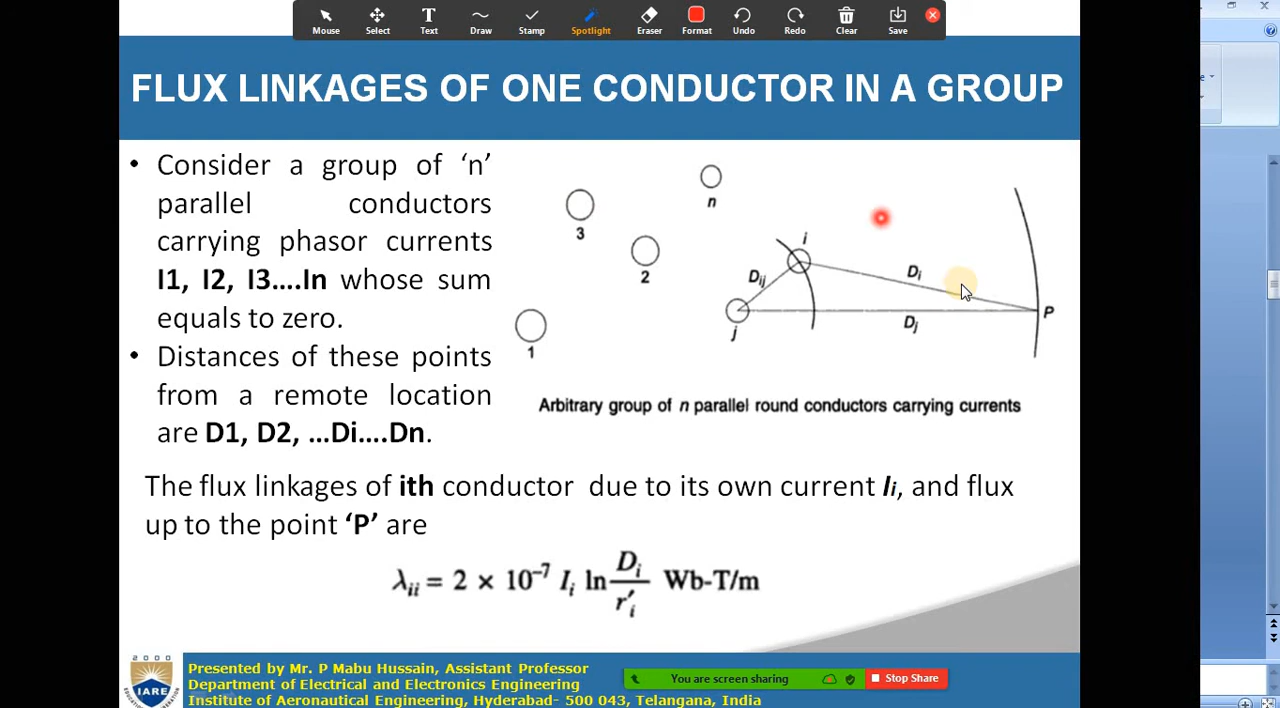 Mouse Select Text Draw Stamp Spotlight Eraser Format Undo Redo Clear Save
FLUX LINKAGES OF ONE CONDUCTOR IN A GROUP
• Consider a group of ‘n’
parallel conductors
carrying phasor currents
I1, I2, I3....In whose sum
equals to zero.
• Distances of these points
from a remote location
are D1, D2, ...Di....Dn.
n
3
2
1
i
j
Dij
Di
Dj
P
Arbitrary group of n parallel round conductors carrying currents
The flux linkages of ith conductor due to its own current Ii, and flux
up to the point ‘P’ are
λii = 2 × 10⁻⁷ Ii ln Di/r′i Wb-T/m
2000
IARE
Presented by Mr. P Mabu Hussain, Assistant Professor
Department of Electrical and Electronics Engineering
Institute of Aeronautical Engineering, Hyderabad- 500 043, Telangana, India
You are screen sharing
Stop Share